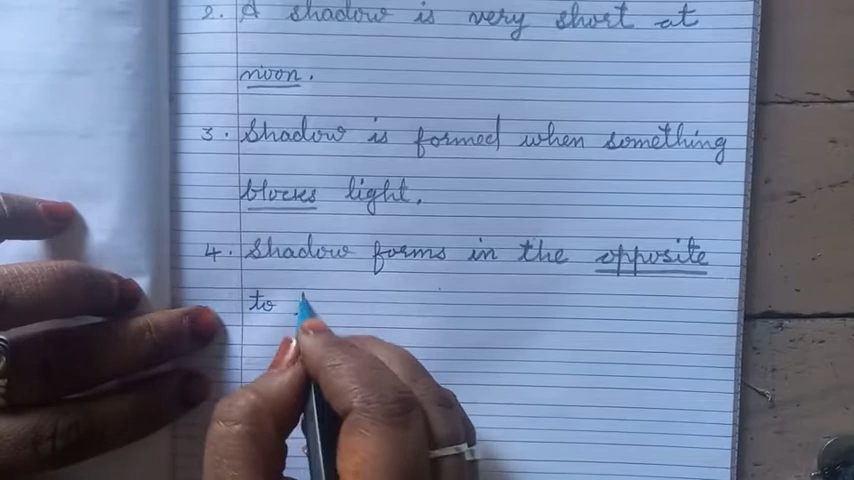 2. A shadow is very short at
noon.
3. Shadow is formed when something
blocks light.
4. Shadow forms in the opposite
to